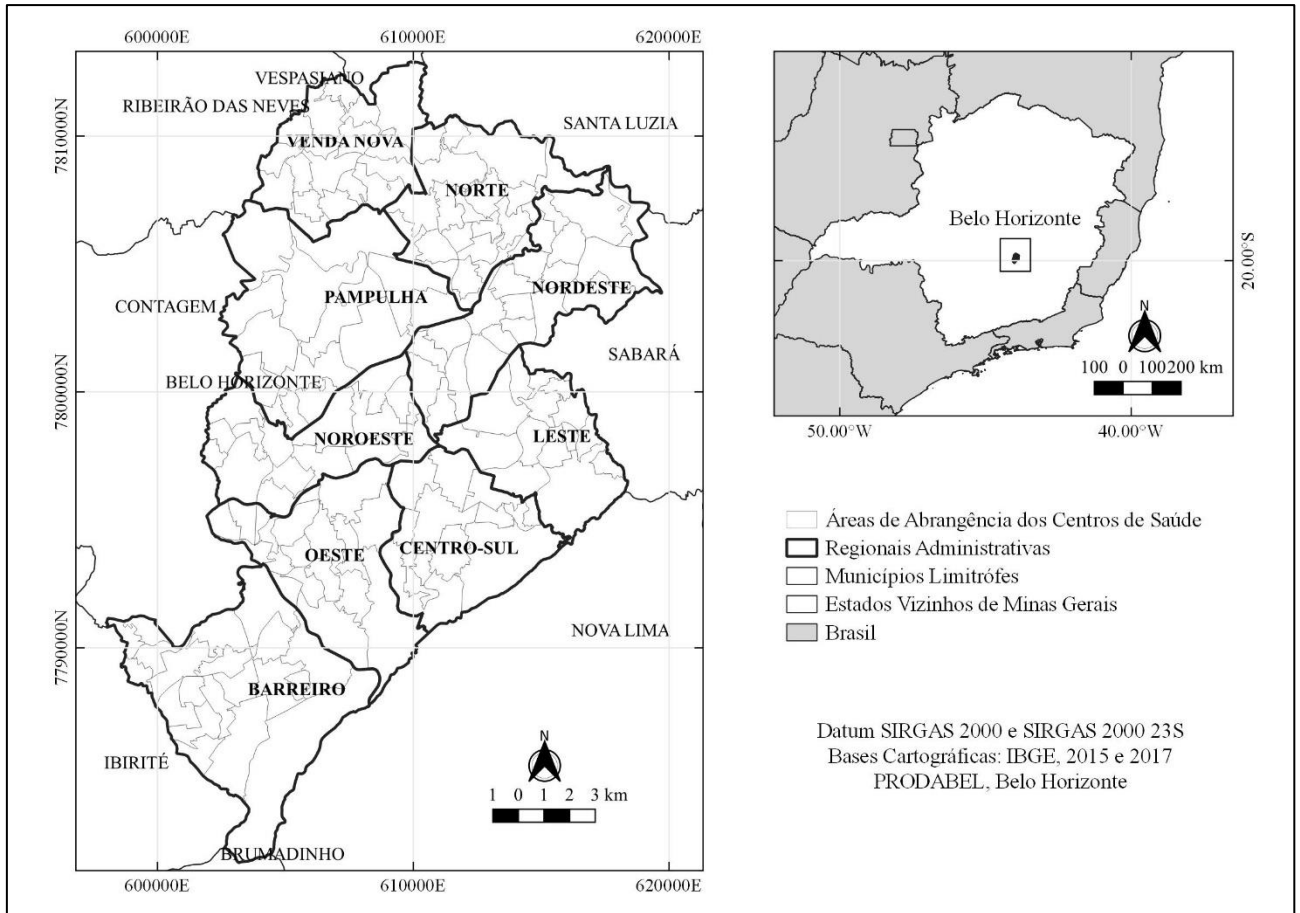 600000E
610000E
620000E
VESPASIANO
RIBEIRÃO DAS NEVES
SANTA LUZIA
7810000N
VENDA NOVA
NORTE
CONTAGEM
PAMPULHA
NORDESTE
SABARÁ
BELO HORIZONTE
7800000N
NOROESTE
LESTE
OESTE
CENTRO-SUL
NOVA LIMA
7790000N
BARREIRO
IBIRITÉ
N
1 0 1 2 3 km
BRUMADINHO
600000E
610000E
620000E
Belo Horizonte
20.00°S
N
100 0 100 200 km
50.00°W
40.00°W
Áreas de Abrangência dos Centros de Saúde
Regionais Administrativas
Municípios Limitrófes
Estados Vizinhos de Minas Gerais
Brasil
Datum SIRGAS 2000 e SIRGAS 2000 23S
Bases Cartográficas: IBGE, 2015 e 2017
PRODABEL, Belo Horizonte